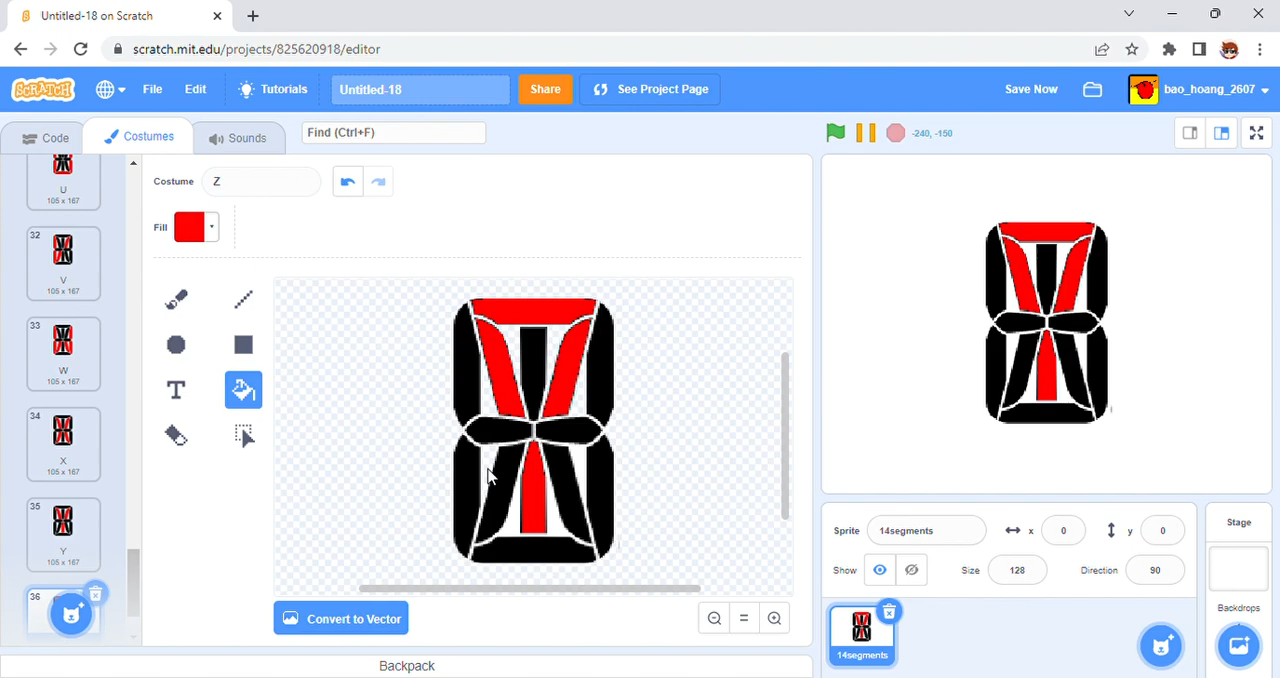 Untitled-18 on Scratch
scratch.mit.edu/projects/825620918/editor
SCRATCH File Edit Tutorials Untitled-18 Share See Project Page Save Now bao_hoang_2607
Code Costumes Sounds Find (Ctrl+F) -240, -150
U
105 x 167
32
V
105 x 167
33
W
105 x 167
34
X
105 x 167
35
Y
105 x 167
36
Costume Z
Fill
T
Convert to Vector
Backpack
Sprite 14segments x 0 y 0
Show Size 128 Direction 90
14segments
Stage
Backdrops